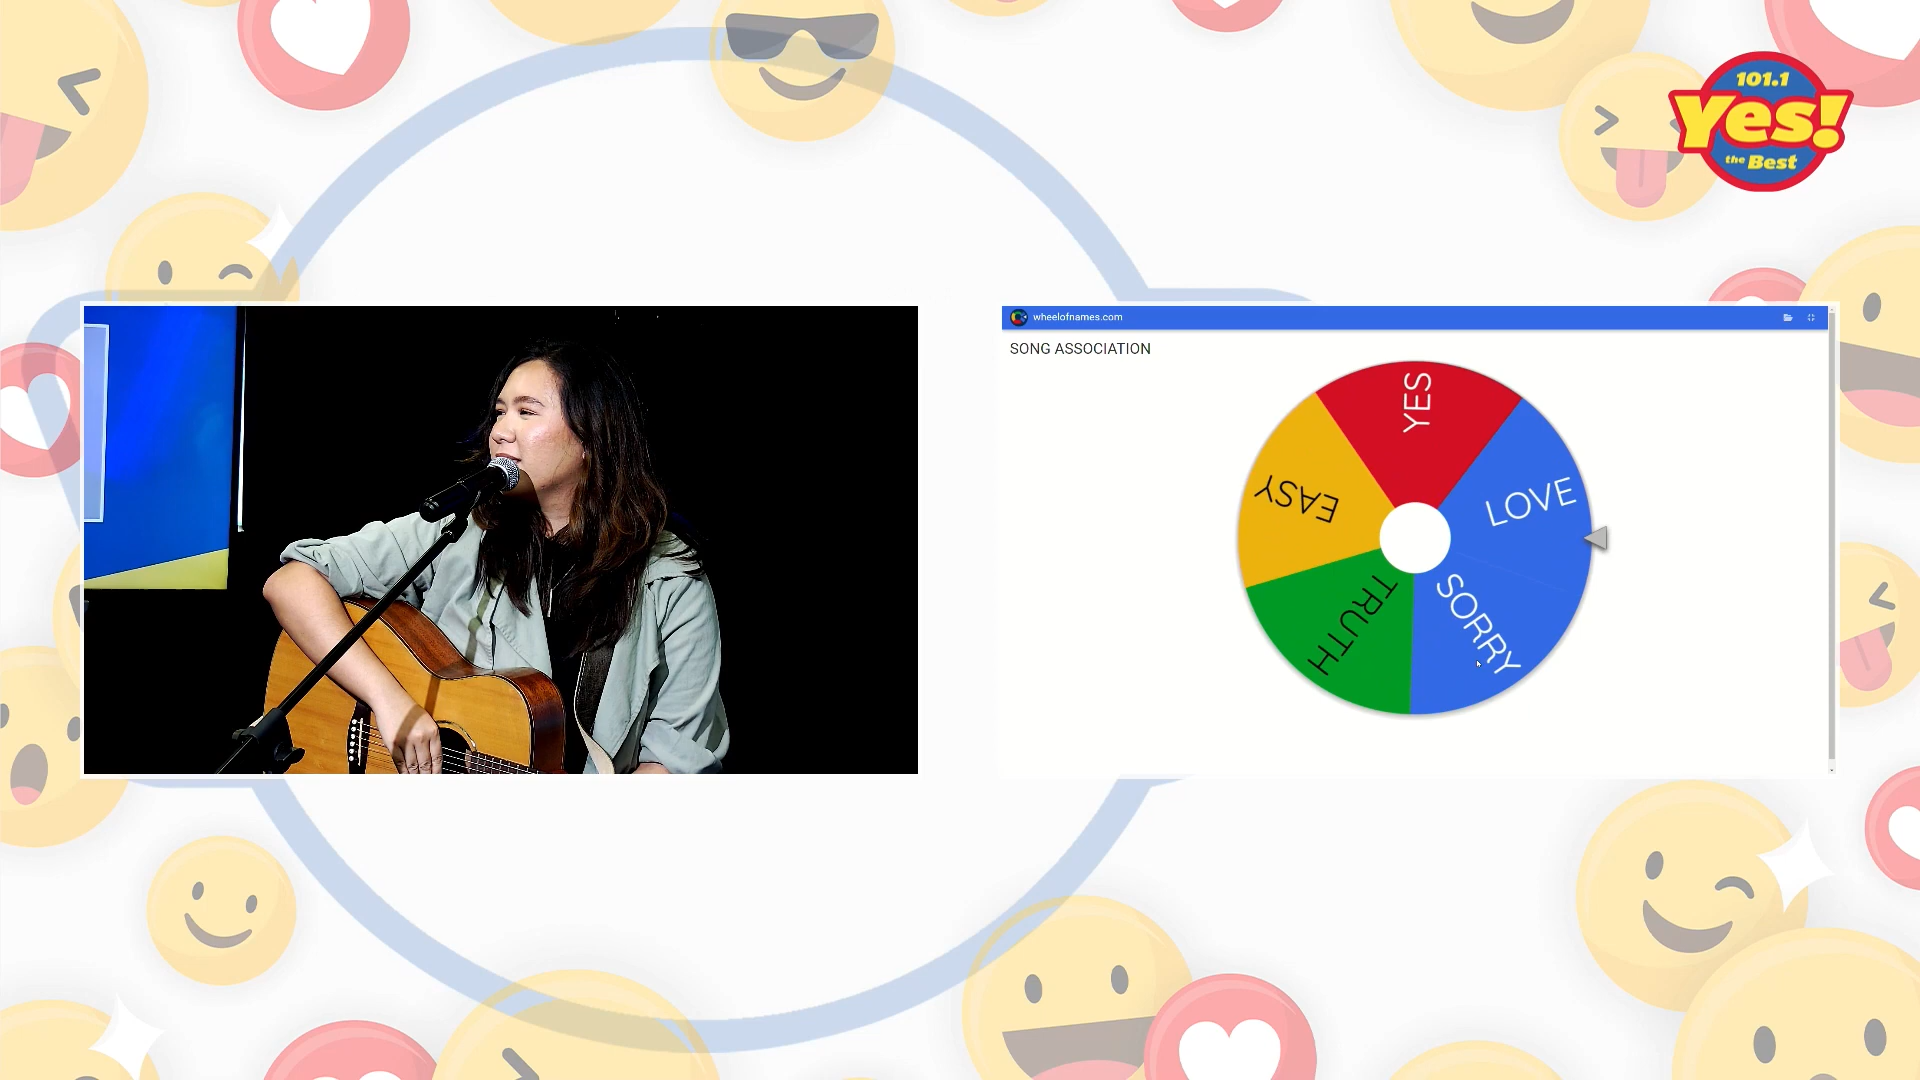 101.1
Yes!
the Best
wheelofnames.com
SONG ASSOCIATION
YES
LOVE
SORRY
TRUTH
EASY